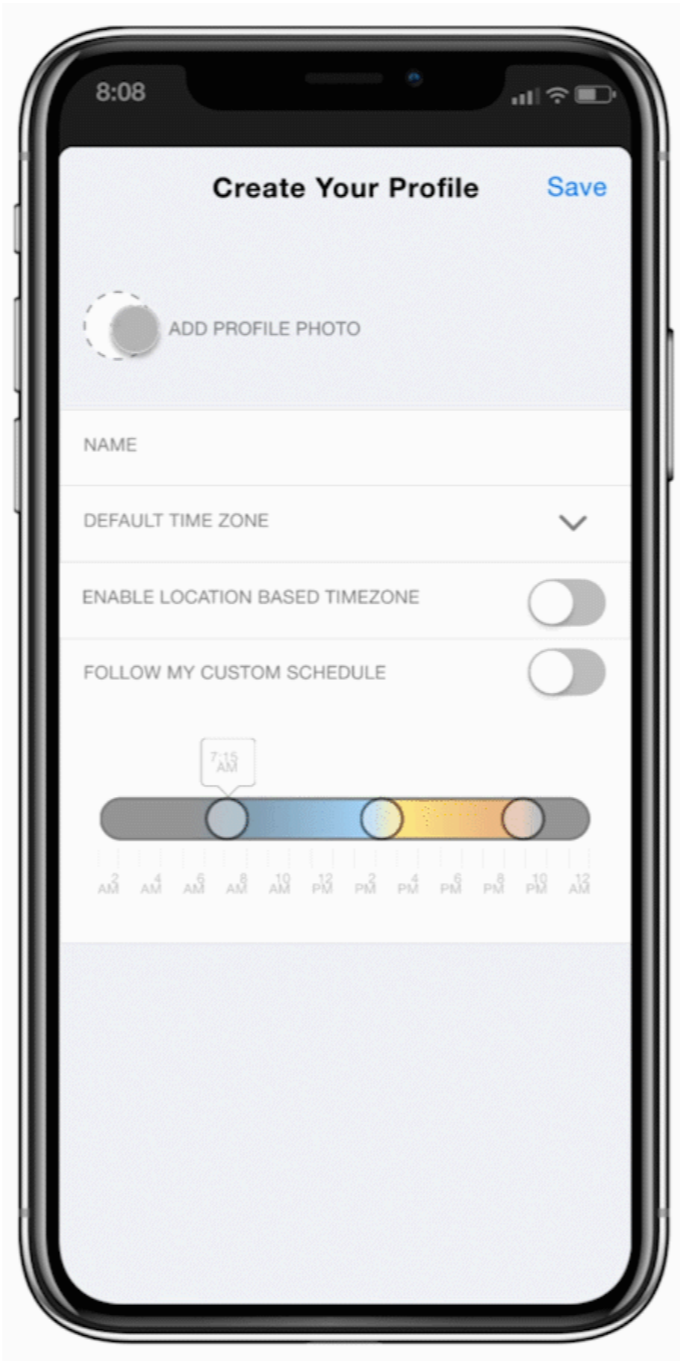 8:08
Create Your Profile
Save
ADD PROFILE PHOTO
NAME
DEFAULT TIME ZONE
ENABLE LOCATION BASED TIMEZONE
FOLLOW MY CUSTOM SCHEDULE
7:15
AM
2 4 6 8 10 12 2 4 6 8 10 12
AM AM AM AM AM PM PM PM PM PM PM AM